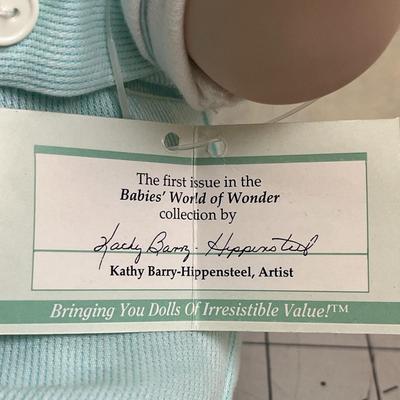 The first issue in the
Babies' World of Wonder
collection by
Kathy Barry-Hippensteel
Kathy Barry-Hippensteel, Artist
Bringing You Dolls Of Irresistible Value!™